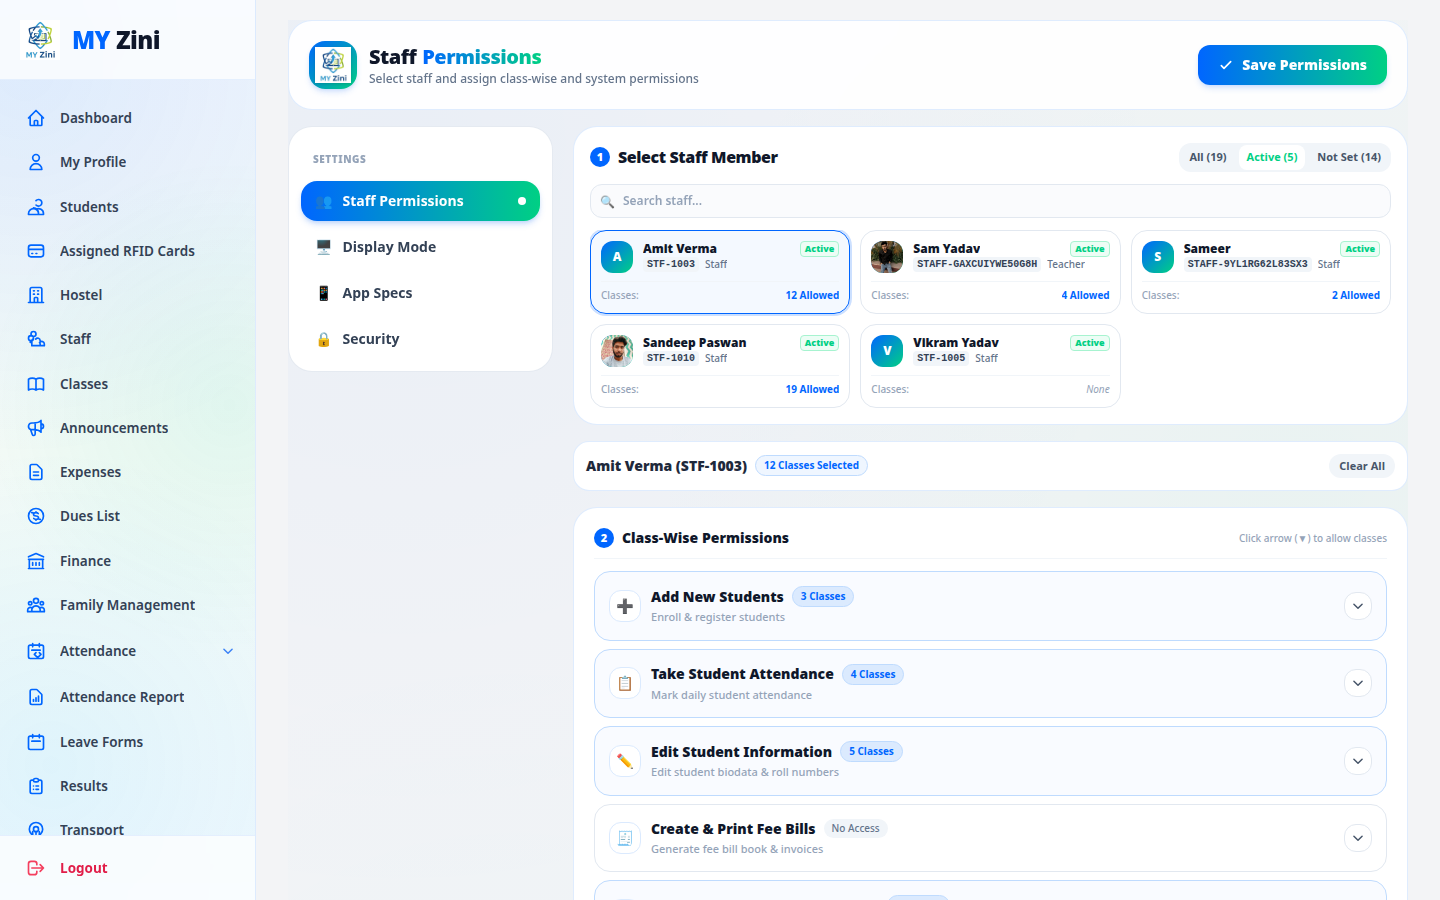 MY Zini
MY Zini
Dashboard
My Profile
Students
Assigned RFID Cards
Hostel
Staff
Classes
Announcements
Expenses
Dues List
Finance
Family Management
Attendance
Attendance Report
Leave Forms
Results
Transport
Logout
MY Zini
Staff Permissions
Select staff and assign class-wise and system permissions
Save Permissions
SETTINGS
Staff Permissions
Display Mode
App Specs
Security
1 Select Staff Member
All (19) Active (5) Not Set (14)
Search staff...
A Amit Verma Active
STF-1003 Staff
Classes: 12 Allowed
Sam Yadav Active
STAFF-GAXCUIYWE50G8H Teacher
Classes: 4 Allowed
S Sameer Active
STAFF-9YL1RG62L83SX3 Staff
Classes: 2 Allowed
Sandeep Paswan Active
STF-1010 Staff
Classes: 19 Allowed
V Vikram Yadav Active
STF-1005 Staff
Classes: None
Amit Verma (STF-1003) 12 Classes Selected Clear All
2 Class-Wise Permissions Click arrow (▼) to allow classes
Add New Students 3 Classes
Enroll & register students
Take Student Attendance 4 Classes
Mark daily student attendance
Edit Student Information 5 Classes
Edit student biodata & roll numbers
Create & Print Fee Bills No Access
Generate fee bill book & invoices